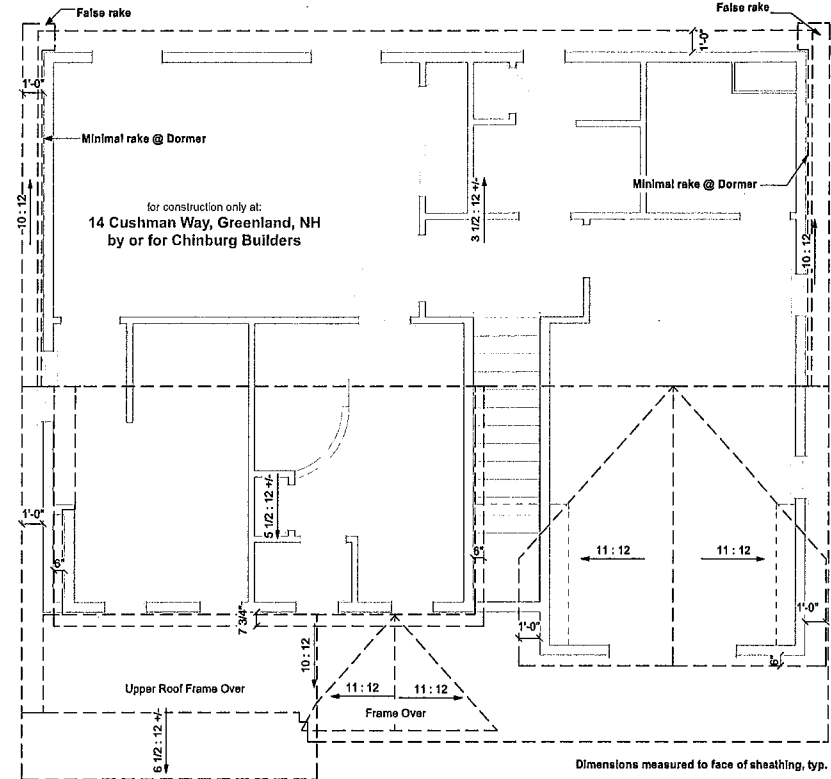 False rake
False rake
1'-0"
1'-0"
Minimal rake @ Dormer
Minimal rake @ Dormer
for construction only at:
14 Cushman Way, Greenland, NH
by or for Chinburg Builders
10 : 12
3 1/2 : 12 +/-
10 : 12
5 1/2 : 12 +/-
1'-0"
11 : 12
11 : 12
6"
6"
7 3/4"
1'-0"
1'-0"
6"
10 : 12
Upper Roof Frame Over
11 : 12
11 : 12
Frame Over
6 1/2 : 12 +/-
Dimensions measured to face of sheathing, typ.